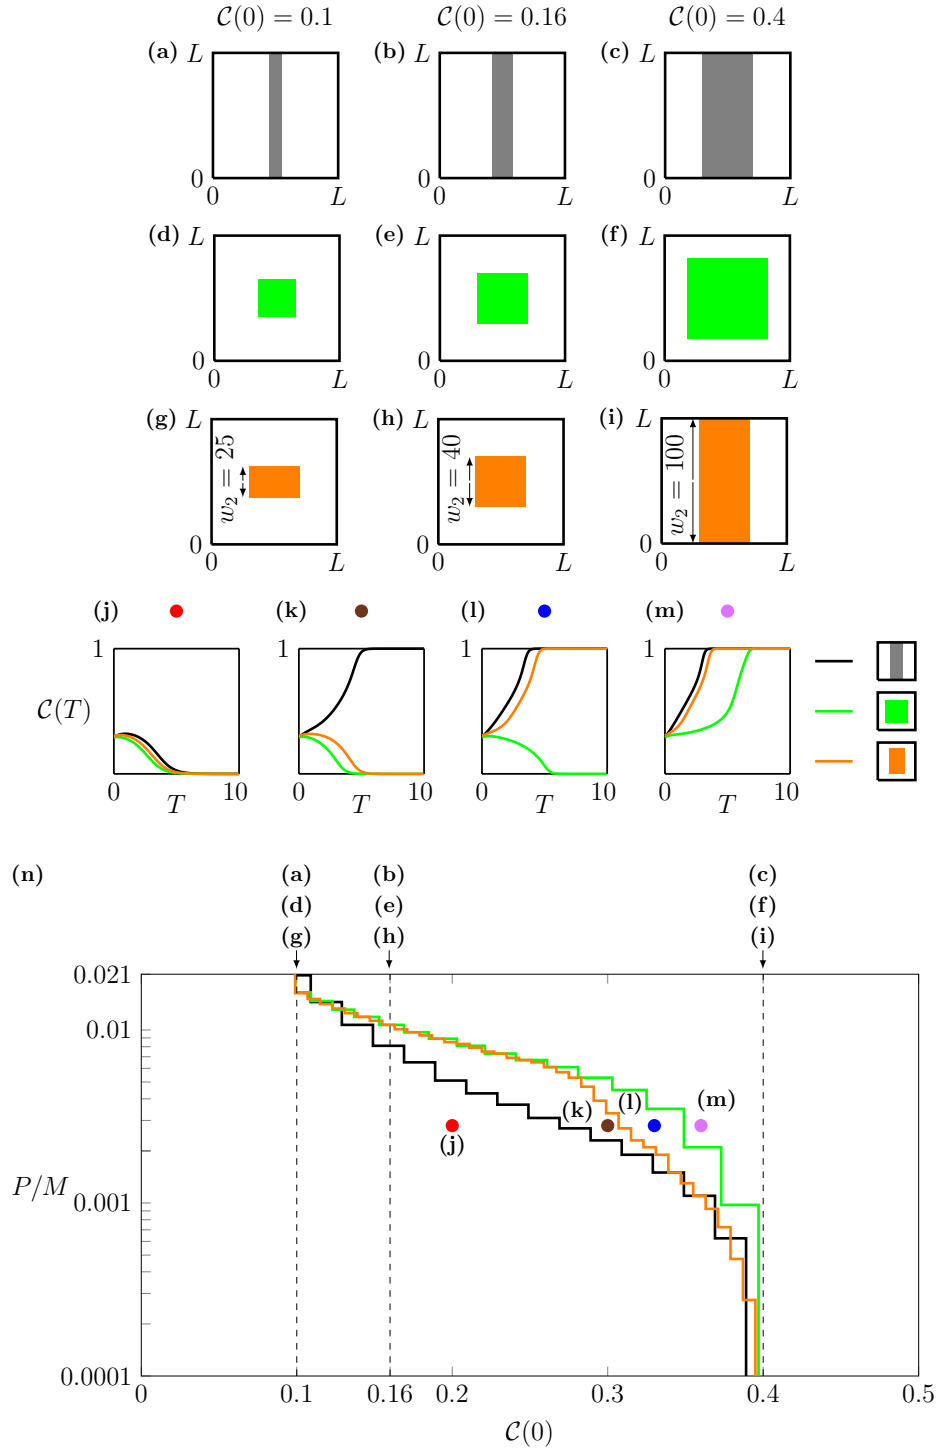 C(0) = 0.1 C(0) = 0.16 C(0) = 0.4
(a) L 0 0 L (b) L 0 0 L (c) L 0 0 L
(d) L 0 0 L (e) L 0 0 L (f) L 0 0 L
(g) L w₂ = 25 0 0 L (h) L w₂ = 40 0 0 L (i) L w₂ = 100 0 0 L
(j) (k) (l) (m)
1 1 1 1
C(T)
0 10 0 10 0 10 0 10
T T T T
(n) (a) (b) (c)
(d) (e) (f)
(g) (h) (i)
0.021
0.01
(k) (l) (m)
(j)
P/M 0.001
0.0001
0 0.1 0.16 0.2 0.3 0.4 0.5
C(0)